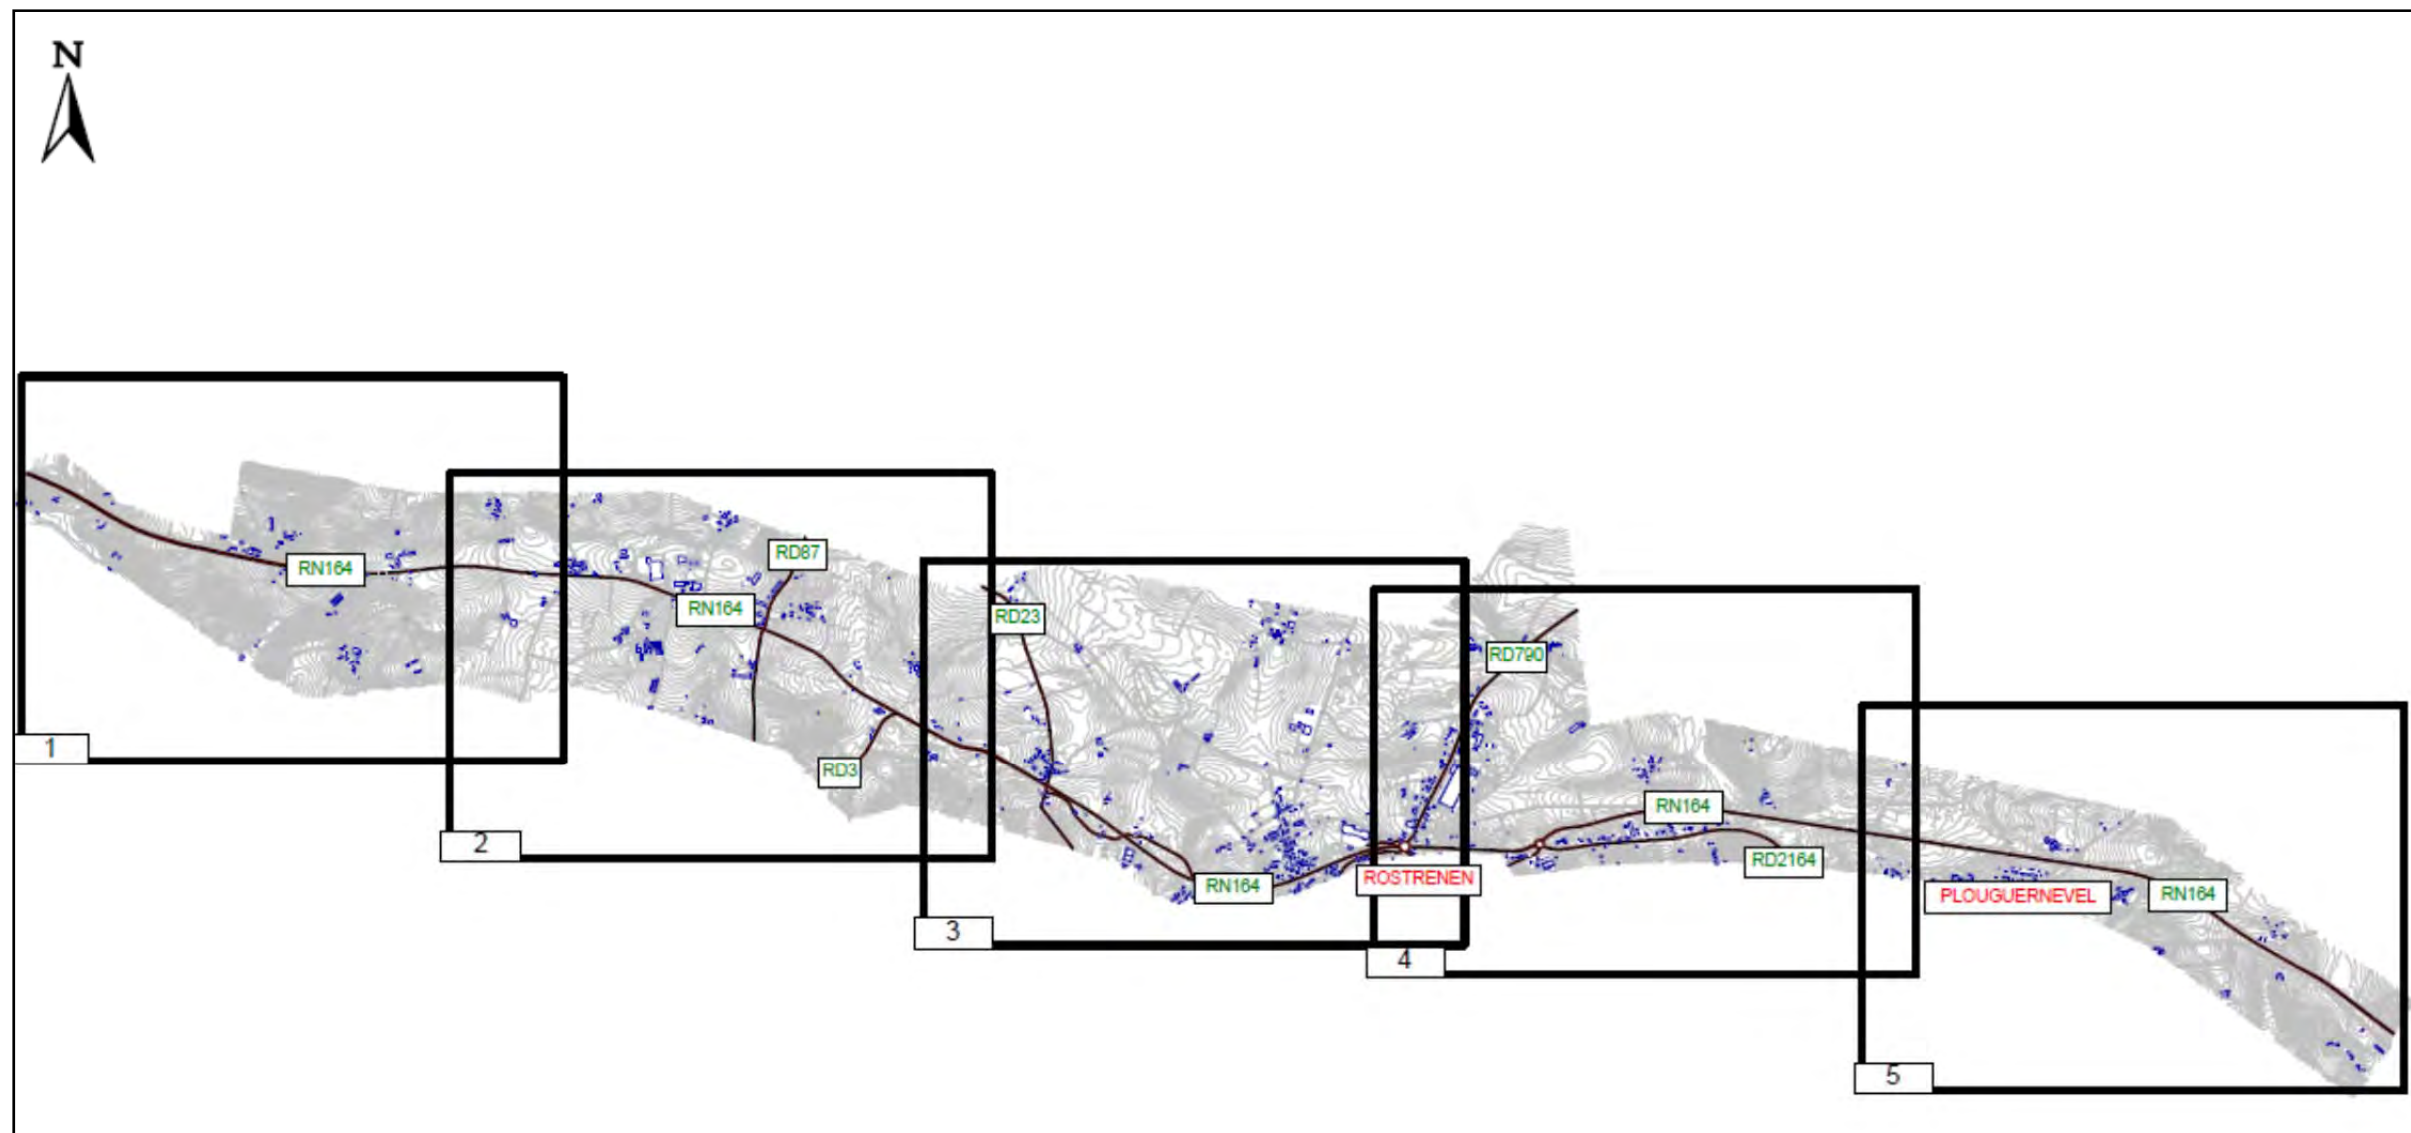 N
RD87
RN164
RN164
RD23
RD790
1
RD3
RN164
2
RD2164
ROSTRENEN
RN164
PLOUGUERNEVEL
RN164
3
4
5